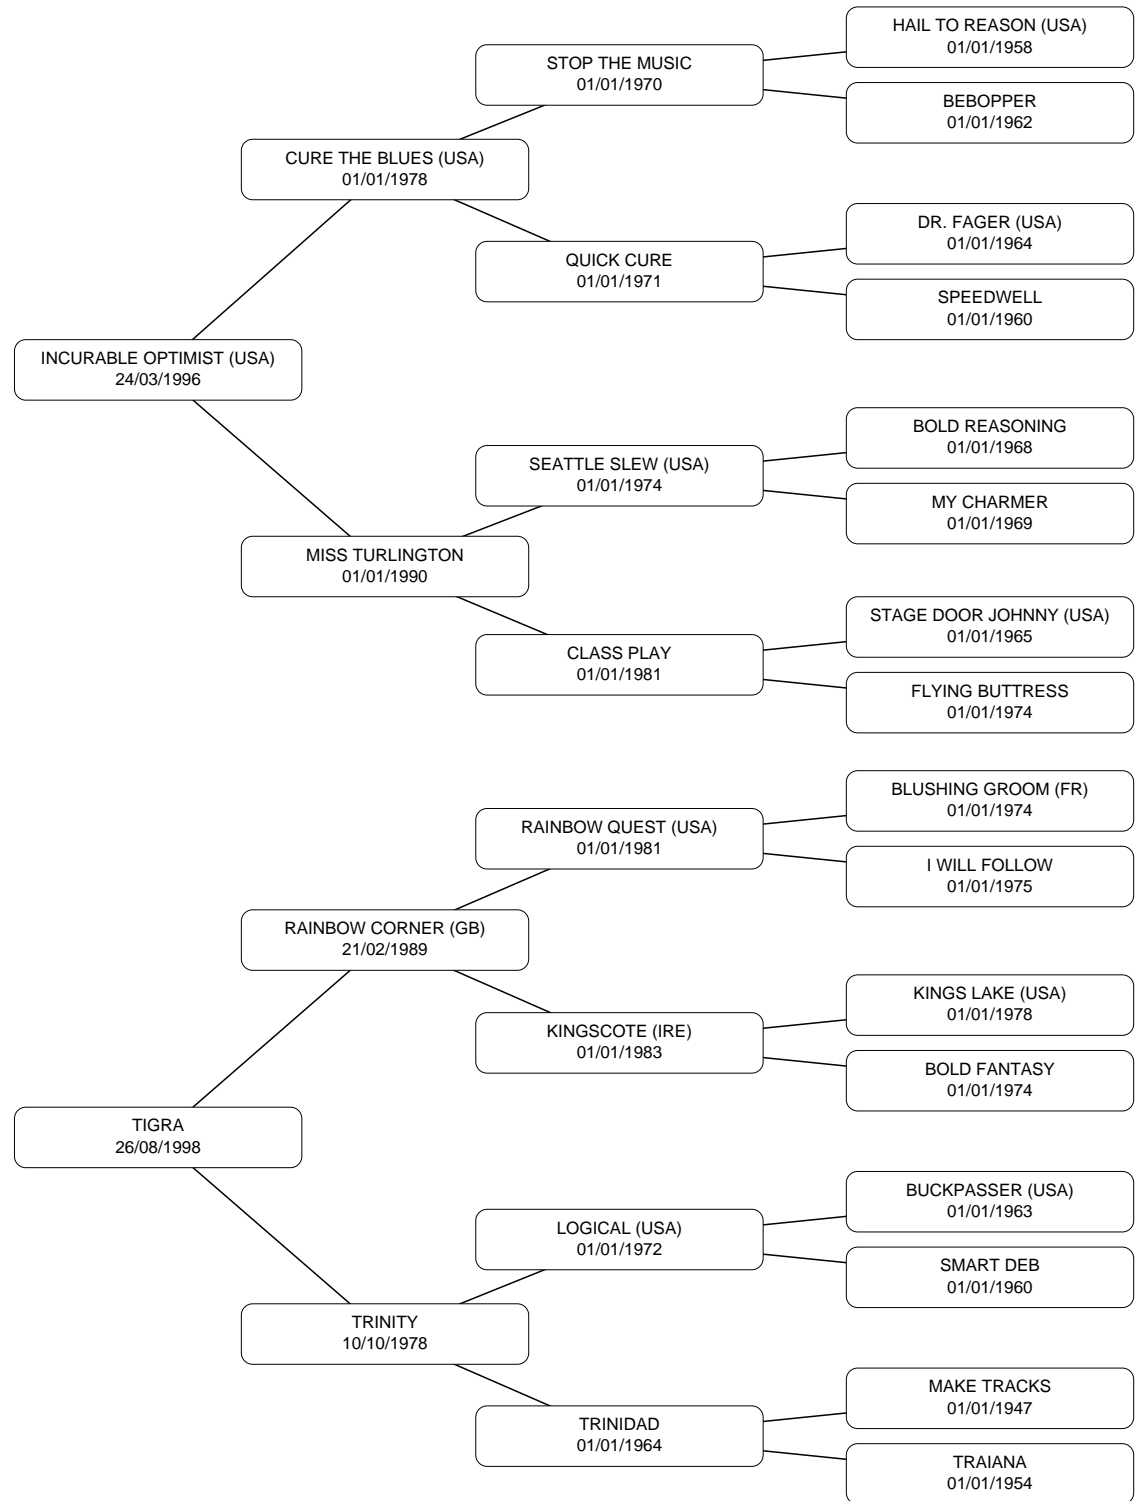 HAIL TO REASON (USA)
01/01/1958
STOP THE MUSIC
01/01/1970
BEBOPPER
01/01/1962
CURE THE BLUES (USA)
01/01/1978
DR. FAGER (USA)
01/01/1964
QUICK CURE
01/01/1971
SPEEDWELL
01/01/1960
INCURABLE OPTIMIST (USA)
24/03/1996
BOLD REASONING
01/01/1968
SEATTLE SLEW (USA)
01/01/1974
MY CHARMER
01/01/1969
MISS TURLINGTON
01/01/1990
STAGE DOOR JOHNNY (USA)
01/01/1965
CLASS PLAY
01/01/1981
FLYING BUTTRESS
01/01/1974
BLUSHING GROOM (FR)
01/01/1974
RAINBOW QUEST (USA)
01/01/1981
I WILL FOLLOW
01/01/1975
RAINBOW CORNER (GB)
21/02/1989
KINGS LAKE (USA)
01/01/1978
KINGSCOTE (IRE)
01/01/1983
BOLD FANTASY
01/01/1974
TIGRA
26/08/1998
BUCKPASSER (USA)
01/01/1963
LOGICAL (USA)
01/01/1972
SMART DEB
01/01/1960
TRINITY
10/10/1978
MAKE TRACKS
01/01/1947
TRINIDAD
01/01/1964
TRAIANA
01/01/1954